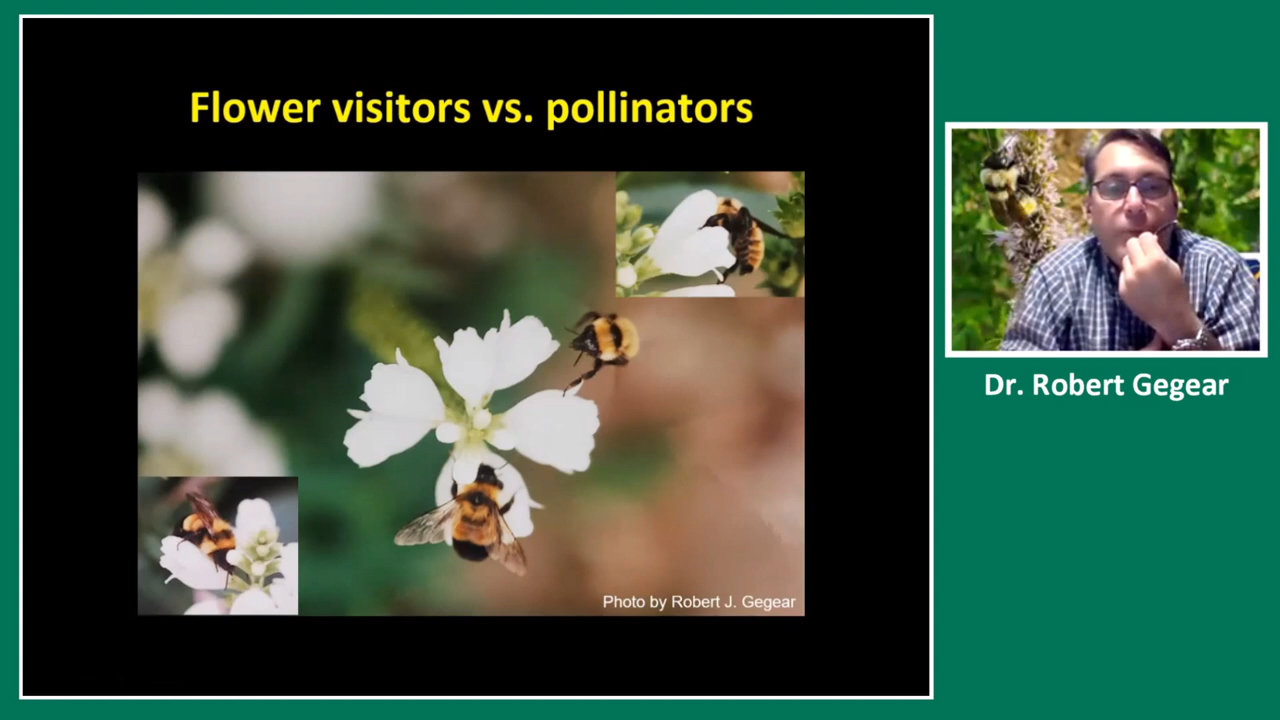 Flower visitors vs. pollinators
Photo by Robert J. Gegear
Dr. Robert Gegear